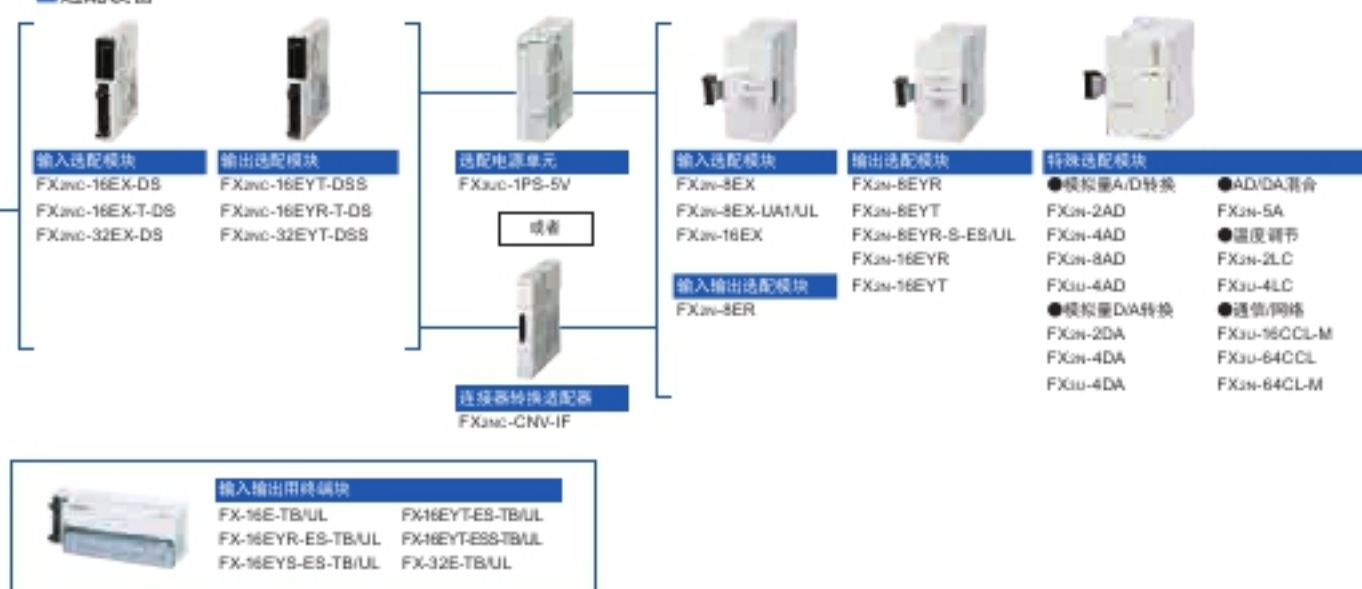 输入选配模块
FX2NC-16EX-DS
FX2NC-16EX-T-DS
FX2NC-32EX-DS
输出选配模块
FX2NC-16EYT-DSS
FX2NC-16EYR-T-DS
FX2NC-32EYT-DSS
选配电源单元
FX3UC-1PS-5V
或者
连接器转换适配器
FX2NC-CNV-IF
输入选配模块
FX2N-8EX
FX2N-8EX-UA1/UL
FX2N-16EX
输入输出选配模块
FX2N-8ER
输出选配模块
FX2N-8EYR
FX2N-8EYT
FX2N-8EYR-S-ES/UL
FX2N-16EYR
FX2N-16EYT
特殊选配模块
●模拟量A/D转换
FX2N-2AD
FX2N-4AD
FX2N-8AD
FX3U-4AD
●模拟量D/A转换
FX2N-2DA
FX2N-4DA
FX3U-4DA
●AD/DA混合
FX2N-5A
●温度调节
FX2N-2LC
FX3U-4LC
●通信/网络
FX3U-16CCL-M
FX3U-64CCL
FX2N-64CL-M
输入输出用终端块
FX-16E-TB/UL
FX-16EYR-ES-TB/UL
FX-16EYS-ES-TB/UL
FX-16EYT-ES-TB/UL
FX-16EYT-ESS-TB/UL
FX-32E-TB/UL